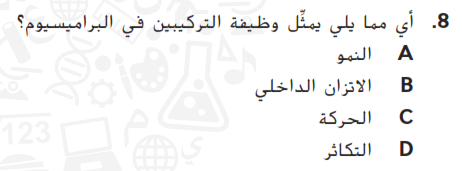 8. أي مما يلي يمثِّل وظيفة التركيبين في البراميسيوم؟
A النمو
B الاتزان الداخلي
C الحركة
D التكاثر